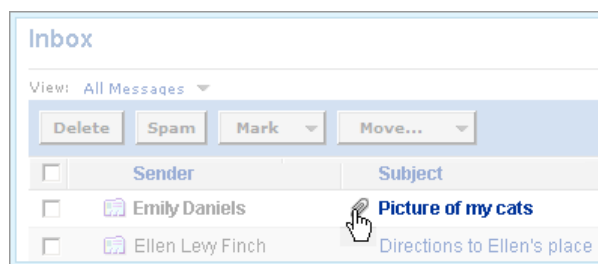 Inbox
View: All Messages
Delete Spam Mark Move...
Sender Subject
Emily Daniels Picture of my cats
Ellen Levy Finch Directions to Ellen's place